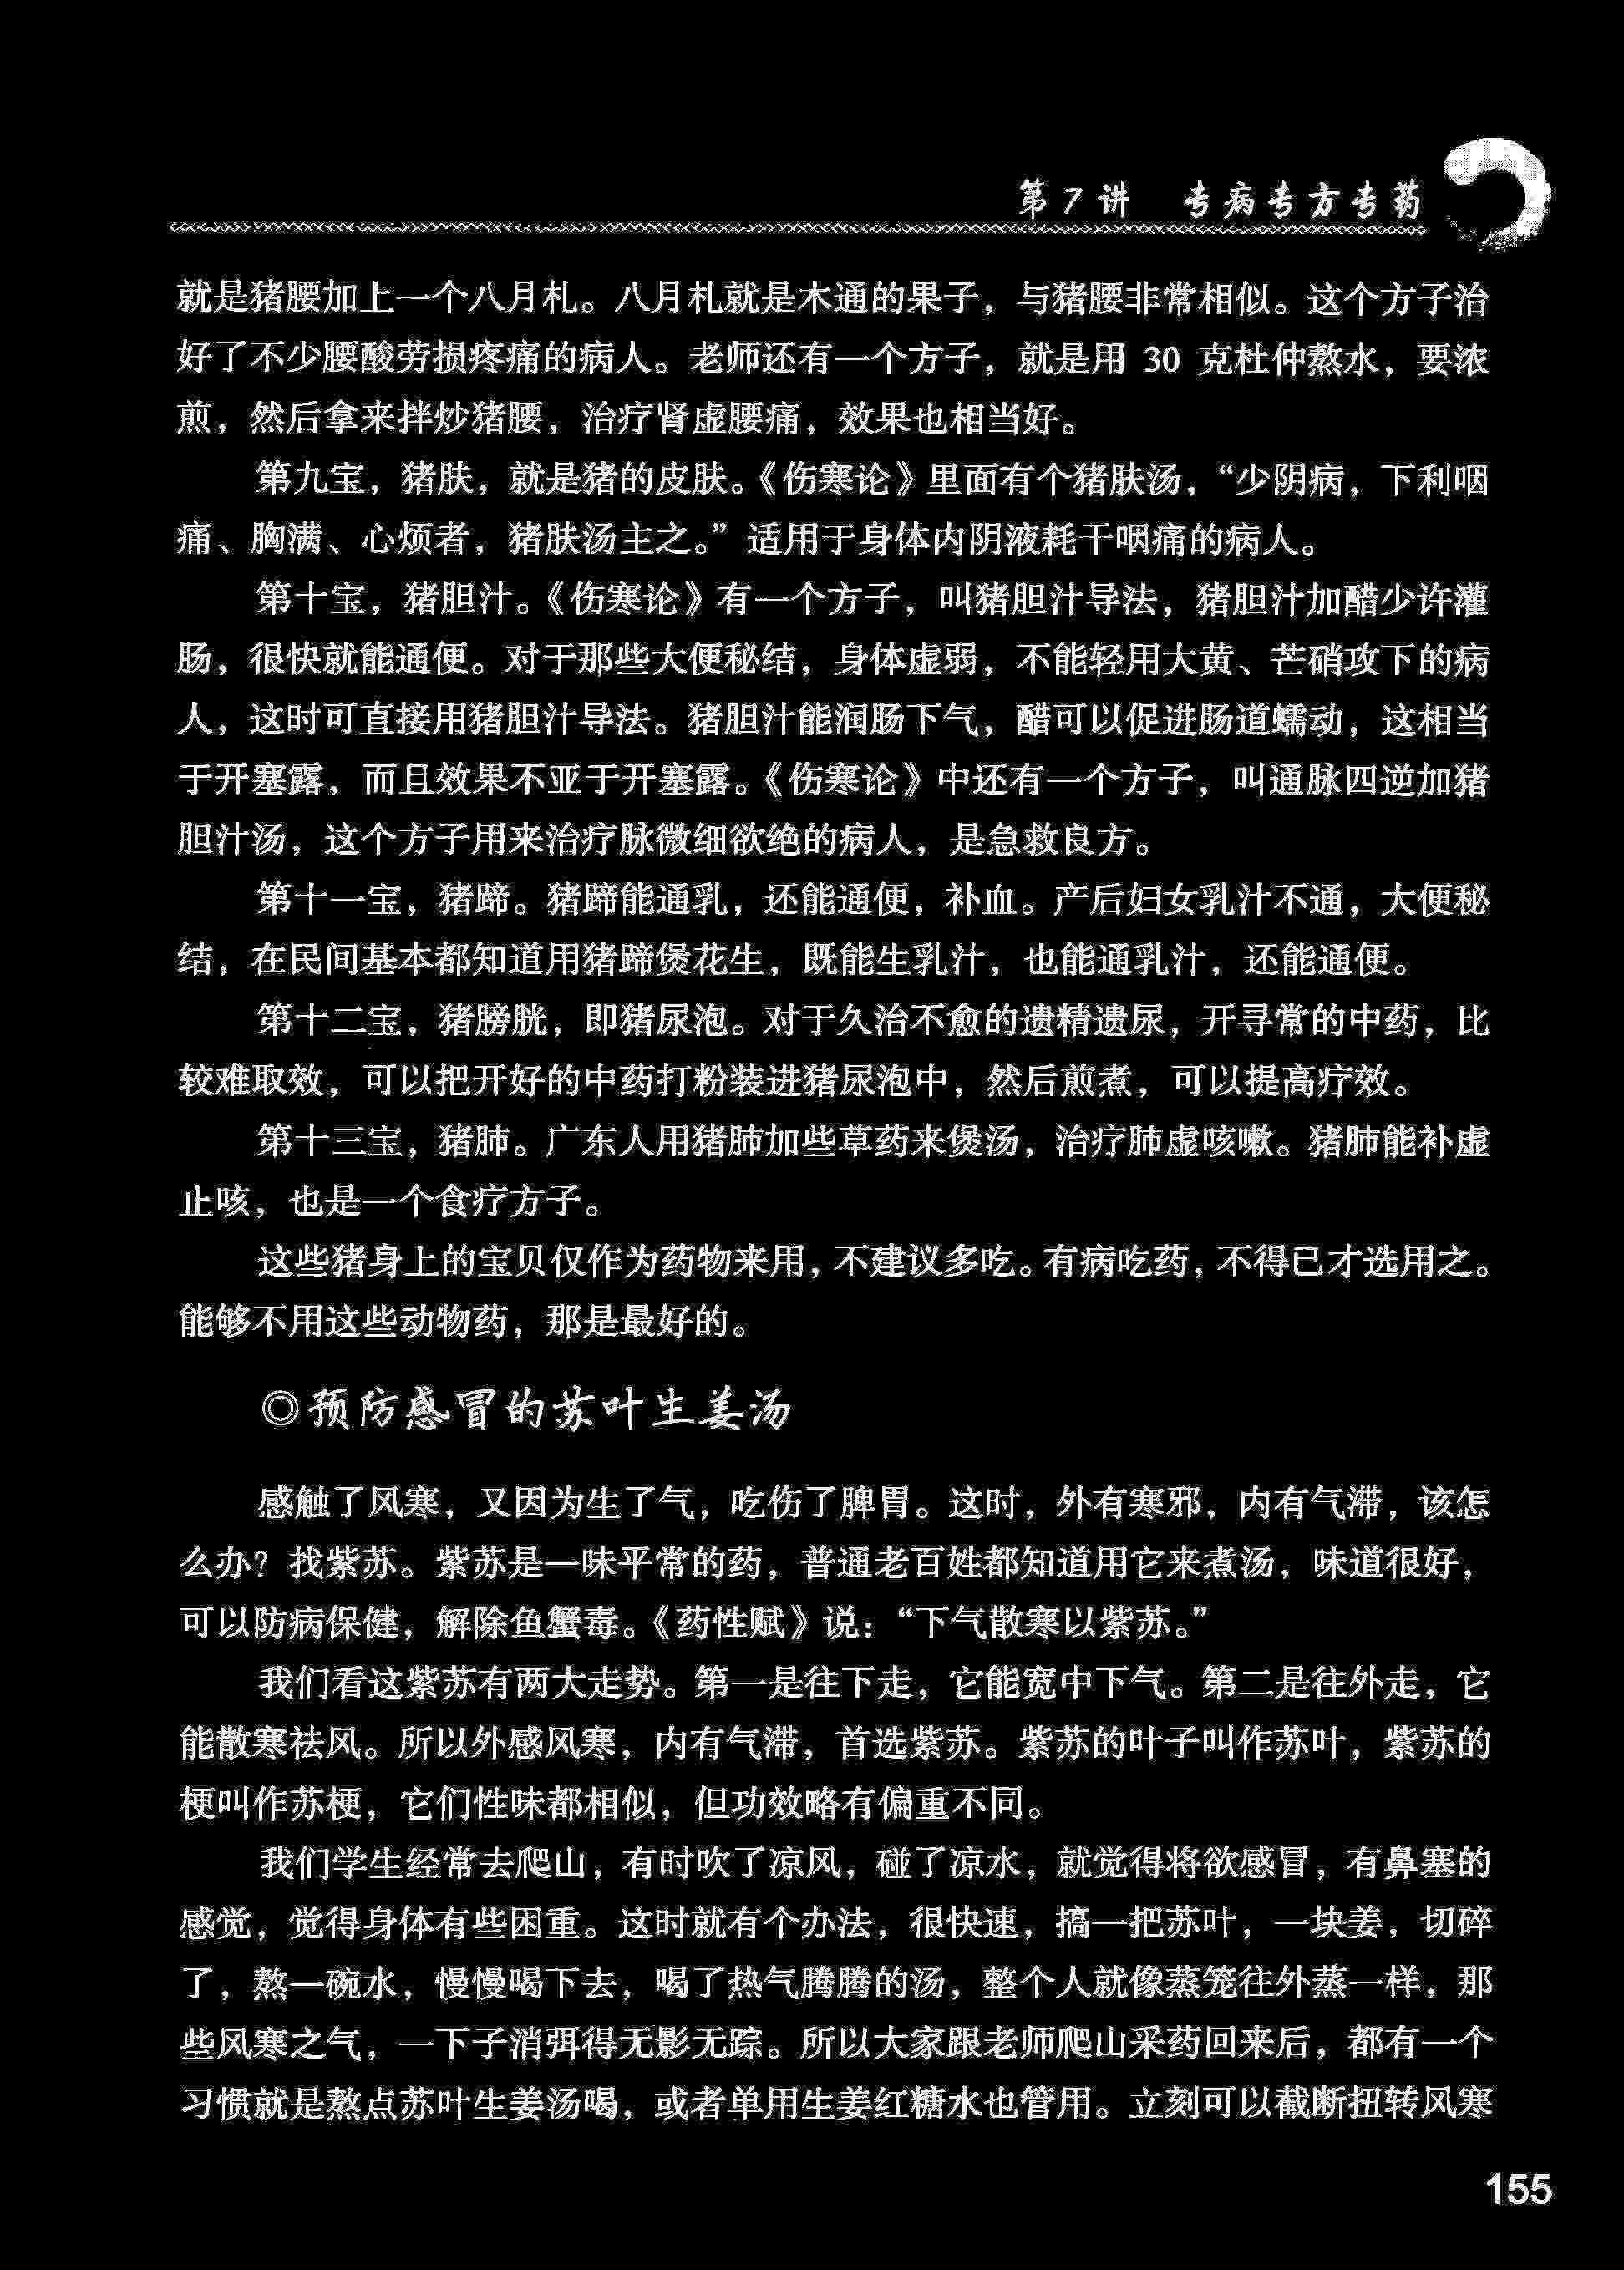 第7讲 专病专方专药
就是猪腰加上一个八月札。八月札就是木通的果子，与猪腰非常相似。这个方子治
好了不少腰酸劳损疼痛的病人。老师还有一个方子，就是用 30 克杜仲熬水，要浓
煎，然后拿来拌炒猪腰，治疗肾虚腰痛，效果也相当好。
第九宝，猪肤，就是猪的皮肤。《伤寒论》里面有个猪肤汤，“少阴病，下利咽
痛、胸满、心烦者，猪肤汤主之。”适用于身体内阴液耗干咽痛的病人。
第十宝，猪胆汁。《伤寒论》有一个方子，叫猪胆汁导法，猪胆汁加醋少许灌
肠，很快就能通便。对于那些大便秘结，身体虚弱，不能轻用大黄、芒硝攻下的病
人，这时可直接用猪胆汁导法。猪胆汁能润肠下气，醋可以促进肠道蠕动，这相当
于开塞露，而且效果不亚于开塞露。《伤寒论》中还有一个方子，叫通脉四逆加猪
胆汁汤，这个方子用来治疗脉微细欲绝的病人，是急救良方。
第十一宝，猪蹄。猪蹄能通乳，还能通便，补血。产后妇女乳汁不通，大便秘
结，在民间基本都知道用猪蹄煲花生，既能生乳汁，也能通乳汁，还能通便。
第十二宝，猪膀胱，即猪尿泡。对于久治不愈的遗精遗尿，开寻常的中药，比
较难取效，可以把开好的中药打粉装进猪尿泡中，然后煎煮，可以提高疗效。
第十三宝，猪肺。广东人用猪肺加些草药来煲汤，治疗肺虚咳嗽。猪肺能补虚
止咳，也是一个食疗方子。
这些猪身上的宝贝仅作为药物来用，不建议多吃。有病吃药，不得已才选用之。
能够不用这些动物药，那是最好的。
◎预防感冒的苏叶生姜汤
感触了风寒，又因为生了气，吃伤了脾胃。这时，外有寒邪，内有气滞，该怎
么办？找紫苏。紫苏是一味平常的药，普通老百姓都知道用它来煮汤，味道很好，
可以防病保健，解除鱼蟹毒。《药性赋》说：“下气散寒以紫苏。”
我们看这紫苏有两大走势。第一是往下走，它能宽中下气。第二是往外走，它
能散寒祛风。所以外感风寒，内有气滞，首选紫苏。紫苏的叶子叫作苏叶，紫苏的
梗叫作苏梗，它们性味都相似，但功效略有偏重不同。
我们学生经常去爬山，有时吹了凉风，碰了凉水，就觉得将欲感冒，有鼻塞的
感觉，觉得身体有些困重。这时就有个办法，很快速，搞一把苏叶，一块姜，切碎
了，熬一碗水，慢慢喝下去，喝了热气腾腾的汤，整个人就像蒸笼往外蒸一样，那
些风寒之气，一下子消弭得无影无踪。所以大家跟老师爬山采药回来后，都有一个
习惯就是熬点苏叶生姜汤喝，或者单用生姜红糖水也管用。立刻可以截断扭转风寒
155